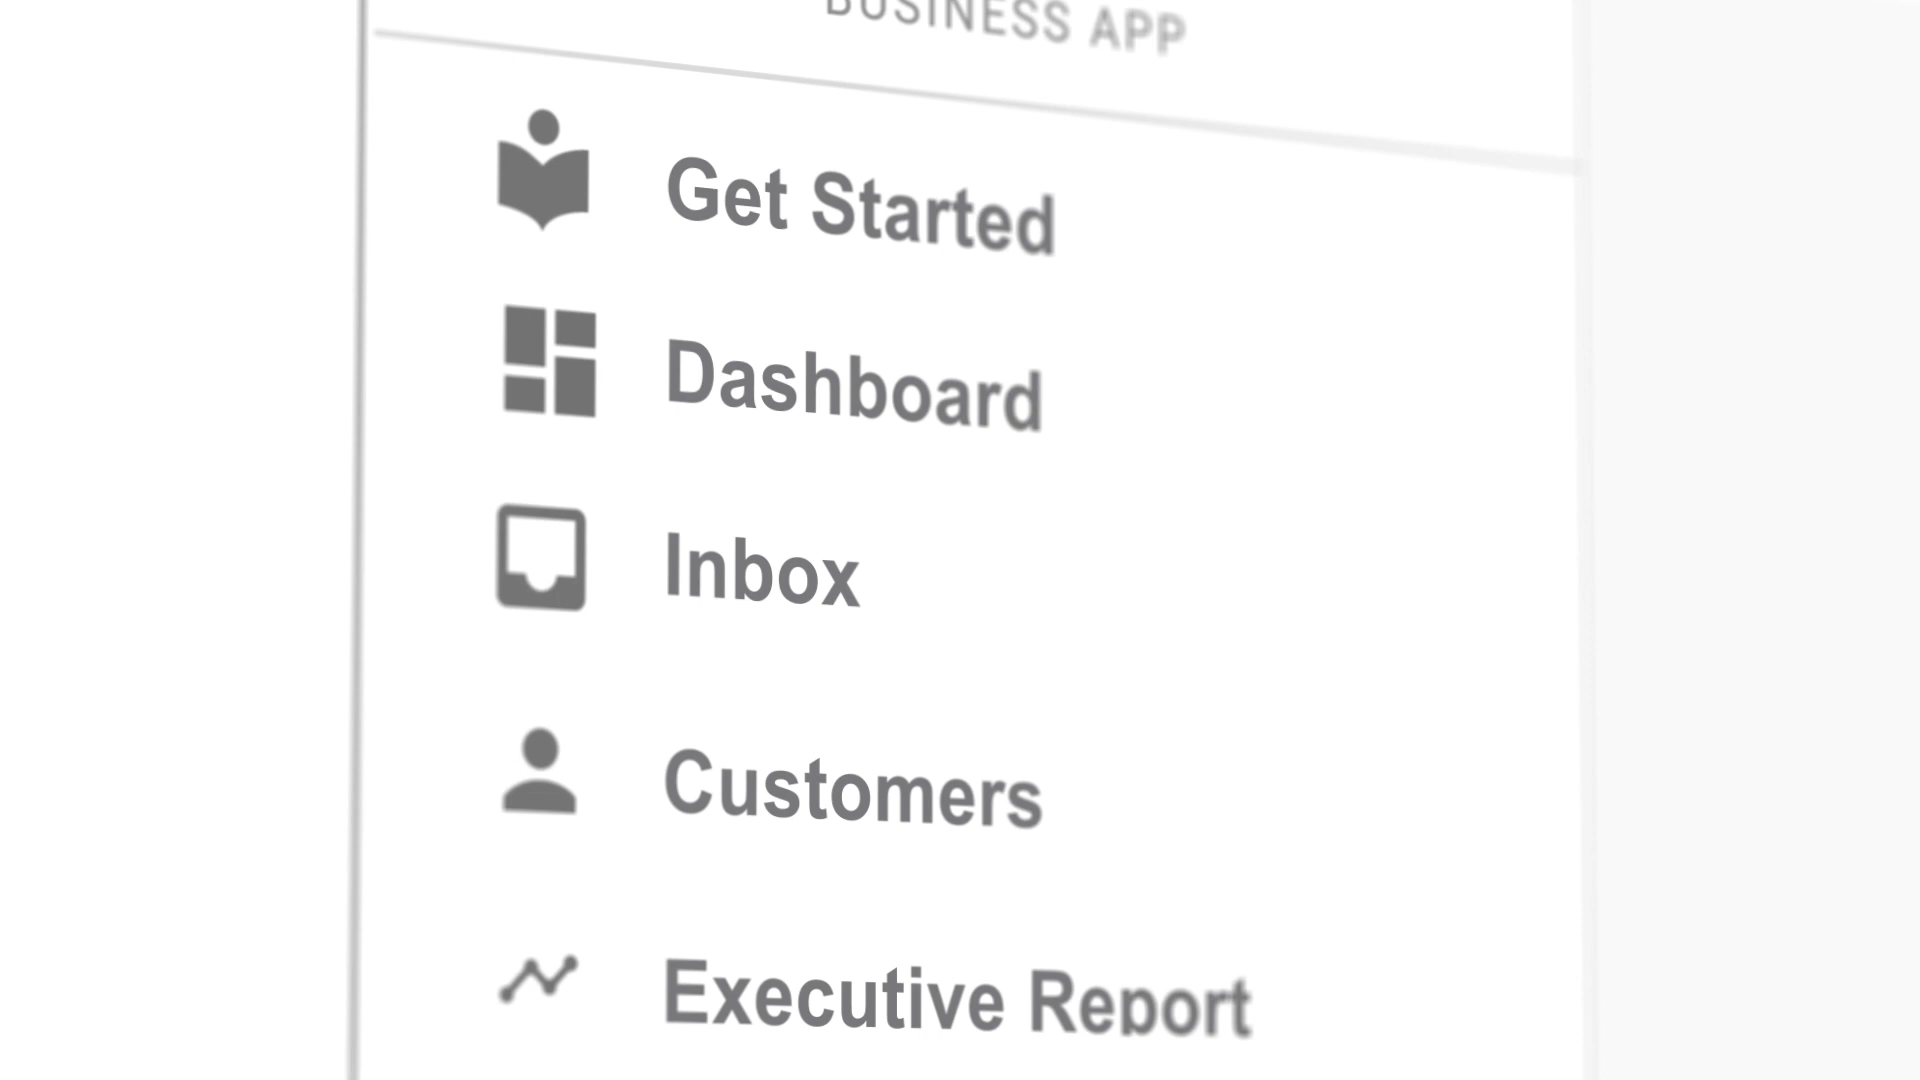 BUSINESS APP
Get Started
Dashboard
Inbox
Customers
Executive Report